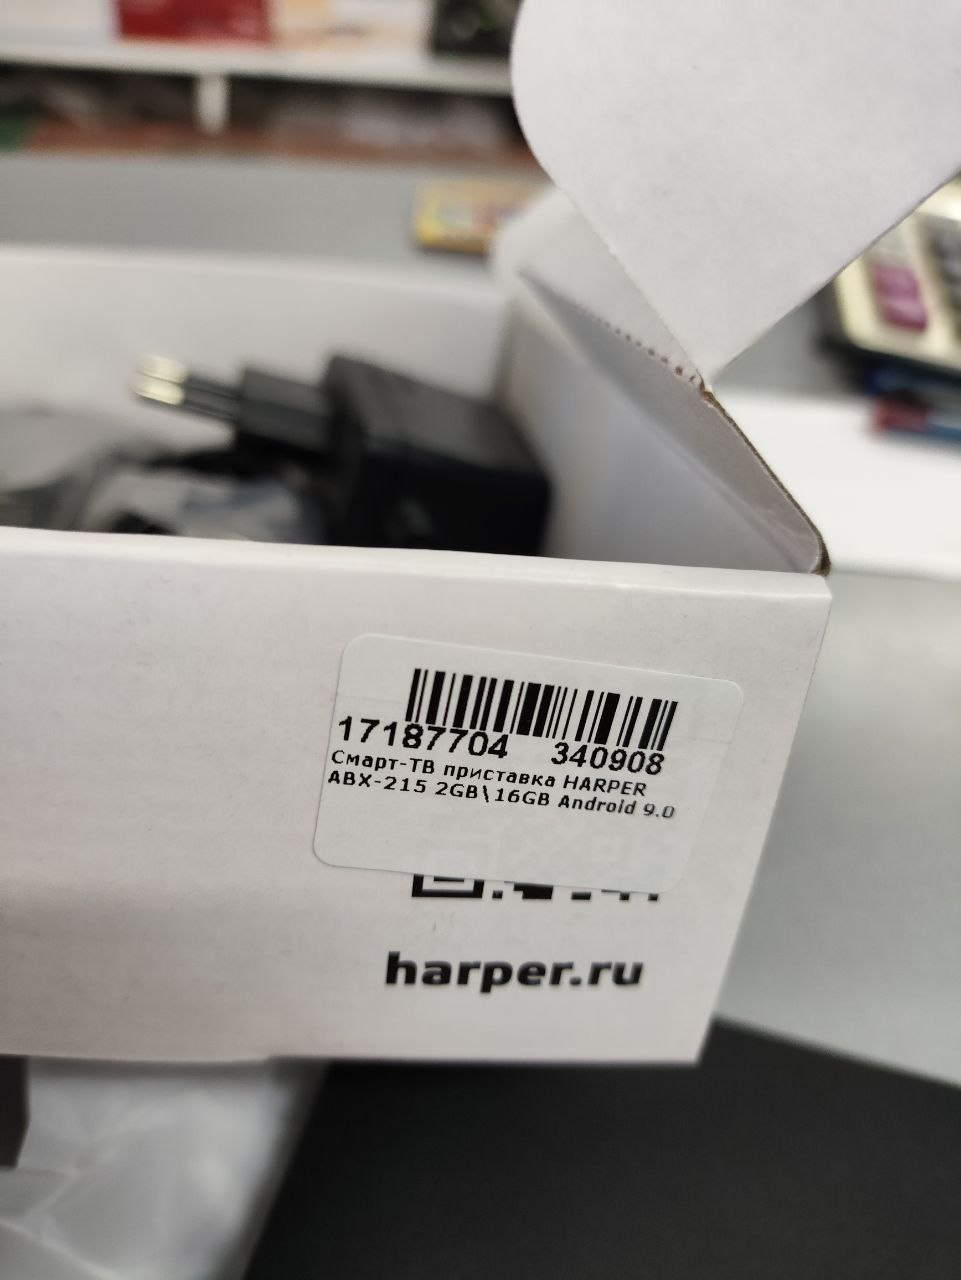 17187704 340908
Смарт-ТВ приставка HARPER
ABX-215 2GB\16GB Android 9.0
harper.ru